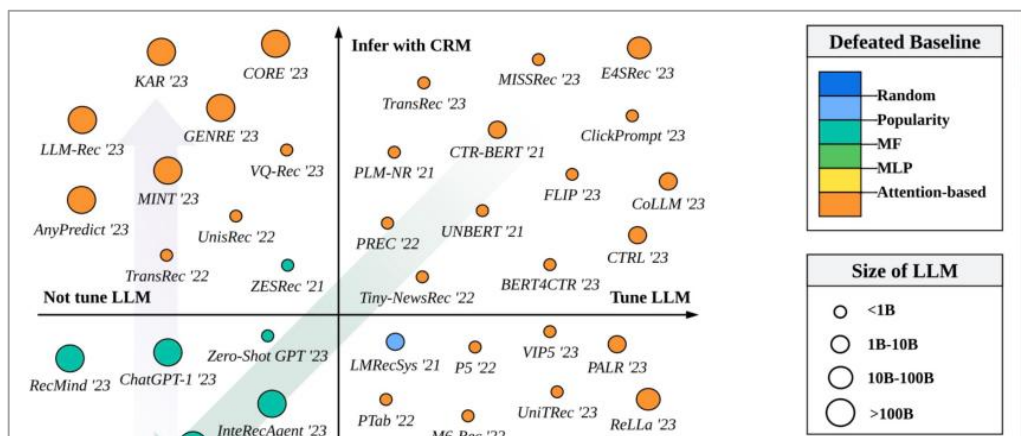 Infer with CRM
KAR '23
CORE '23
TransRec '23
MISSRec '23
E4SRec '23
LLM-Rec '23
GENRE '23
VQ-Rec '23
CTR-BERT '21
ClickPrompt '23
PLM-NR '21
MINT '23
FLIP '23
CoLLM '23
AnyPredict '23
UnisRec '22
PREC '22
UNBERT '21
CTRL '23
TransRec '22
ZESRec '21
Tiny-NewsRec '22
BERT4CTR '23
Not tune LLM
Tune LLM
RecMind '23
ChatGPT-1 '23
Zero-Shot GPT '23
LMRecSys '21
P5 '22
VIP5 '23
PALR '23
InteRecAgent '23
PTab '22
M6-Rec '22
UniTRec '23
ReLLa '23
Defeated Baseline
Random
Popularity
MF
MLP
Attention-based
Size of LLM
<1B
1B-10B
10B-100B
>100B